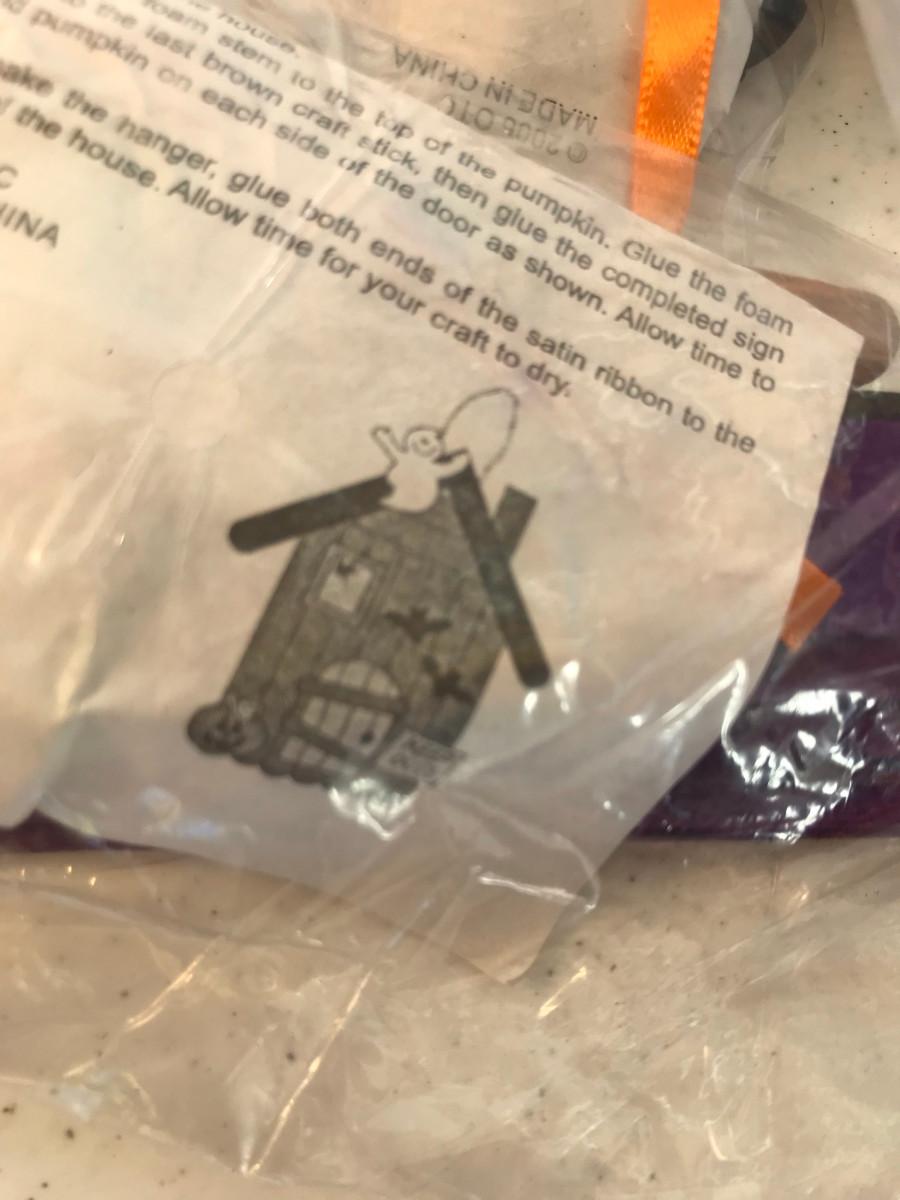 house.
foam stem to the top of the pumpkin. Glue the foam
the last brown craft stick, then glue the completed sign
pumpkin on each side of the door as shown. Allow time to
the hanger, glue both ends of the satin ribbon to the
the house. Allow time for your craft to dry.
C
MADE IN CHINA